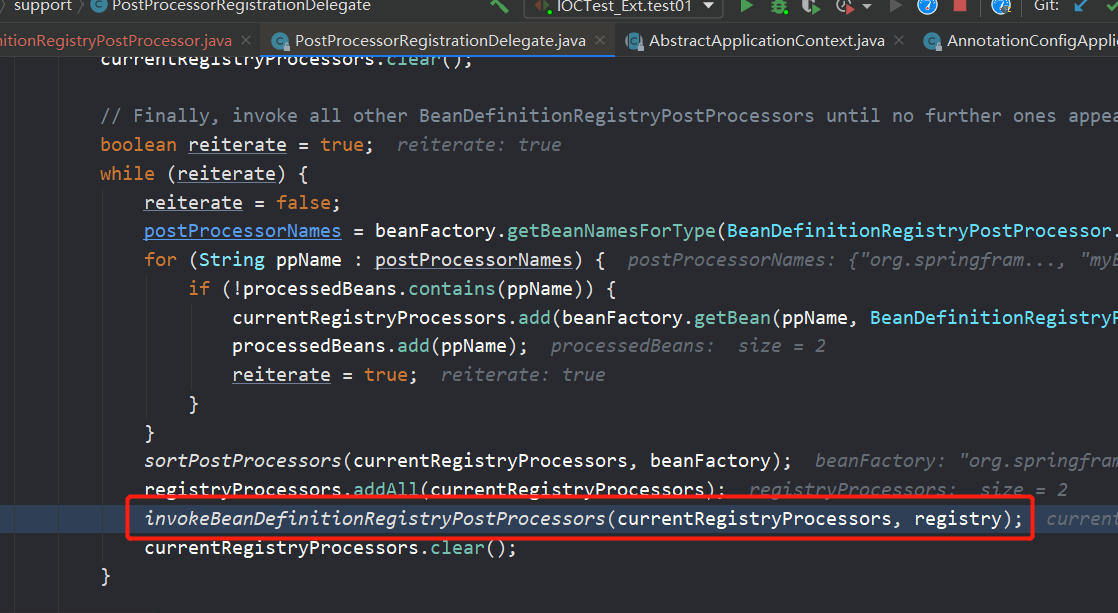 support PostProcessorRegistrationDelegate IOCTest_Ext.test01 Git:
nitionRegistryPostProcessor.java PostProcessorRegistrationDelegate.java AbstractApplicationContext.java AnnotationConfigApplic
currentRegistryProcessors.clear();
// Finally, invoke all other BeanDefinitionRegistryPostProcessors until no further ones appea
boolean reiterate = true; reiterate: true
while (reiterate) {
reiterate = false;
postProcessorNames = beanFactory.getBeanNamesForType(BeanDefinitionRegistryPostProcessor.
for (String ppName : postProcessorNames) { postProcessorNames: {"org.springfram..., "myB
if (!processedBeans.contains(ppName)) {
currentRegistryProcessors.add(beanFactory.getBean(ppName, BeanDefinitionRegistryP
processedBeans.add(ppName); processedBeans: size = 2
reiterate = true; reiterate: true
}
}
sortPostProcessors(currentRegistryProcessors, beanFactory); beanFactory: "org.springfram
registryProcessors.addAll(currentRegistryProcessors); registryProcessors: size = 2
invokeBeanDefinitionRegistryPostProcessors(currentRegistryProcessors, registry); current
currentRegistryProcessors.clear();
}